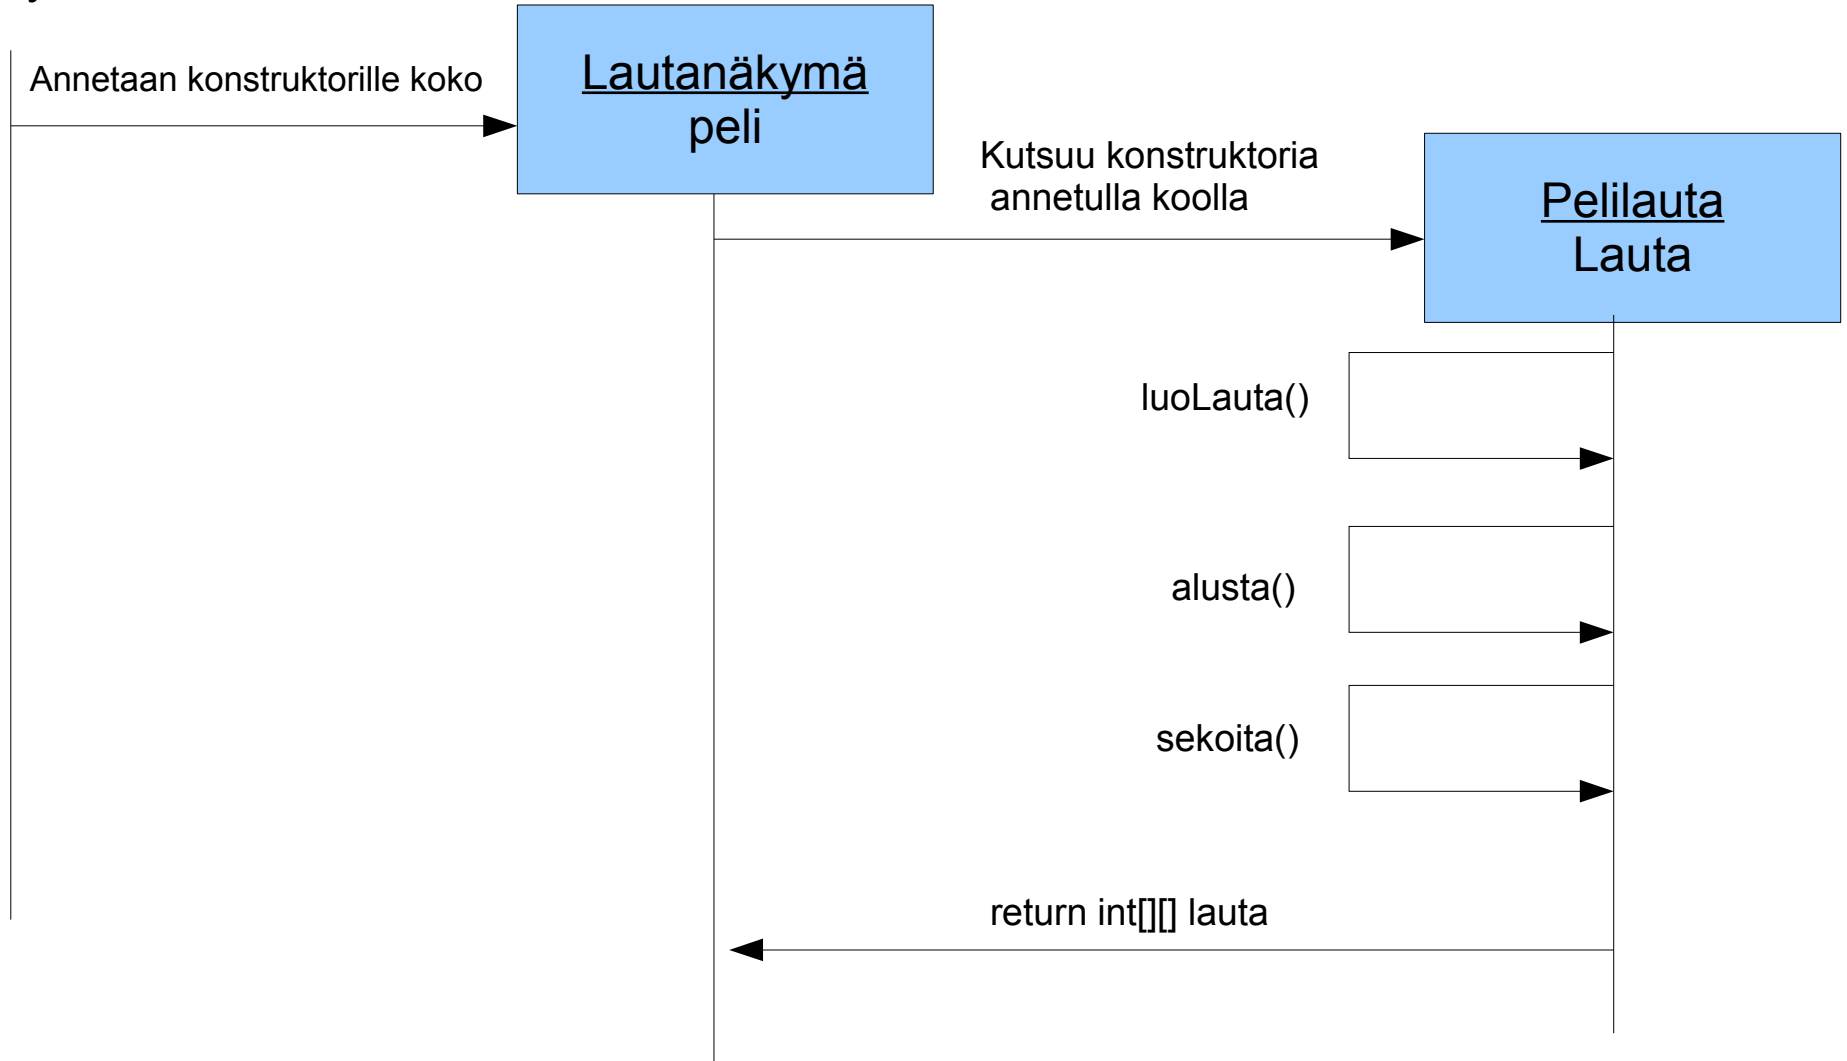 Annetaan konstruktorille koko
Lautanäkymä
peli
Kutsuu konstruktoria
annetulla koolla
Pelilauta
Lauta
luoLauta()
alusta()
sekoita()
return int[][] lauta